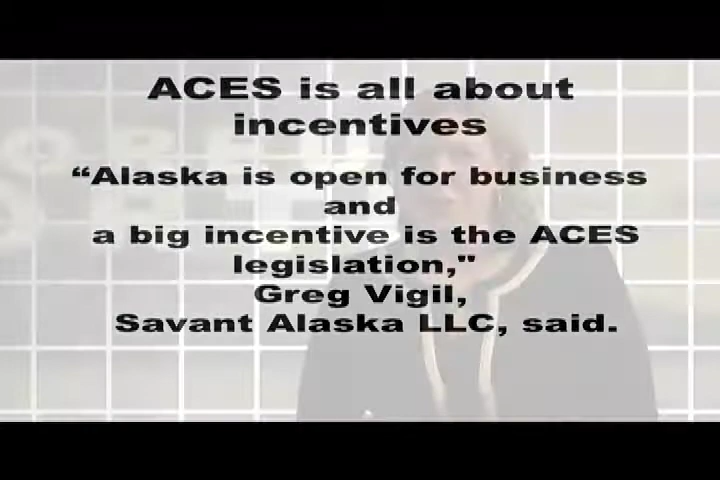 ACES is all about
incentives
“Alaska is open for business
and
a big incentive is the ACES
legislation,"
Greg Vigil,
Savant Alaska LLC, said.